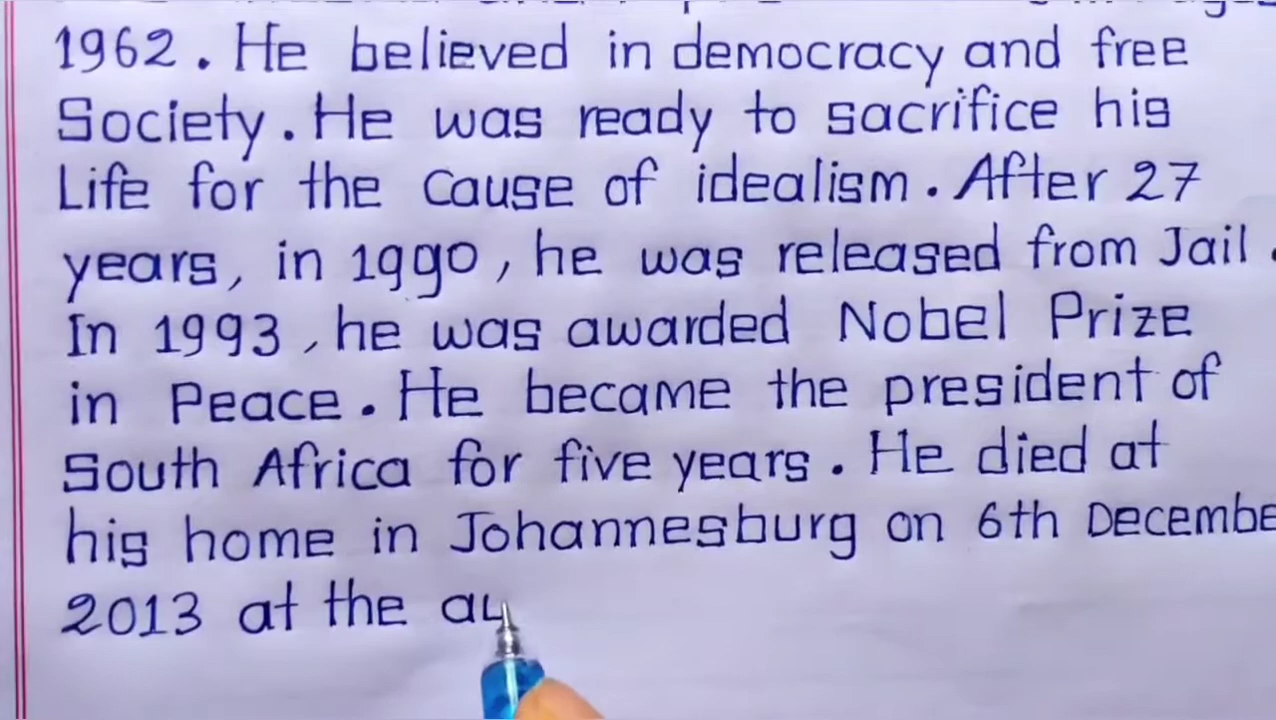 1962. He believed in democracy and free
Society. He was ready to sacrifice his
Life for the cause of idealism. After 27
years, in 1990, he was released from Jail.
In 1993, he was awarded Nobel Prize
in Peace. He became the president of
South Africa for five years. He died at
his home in Johannesburg on 6th Decembe
2013 at the